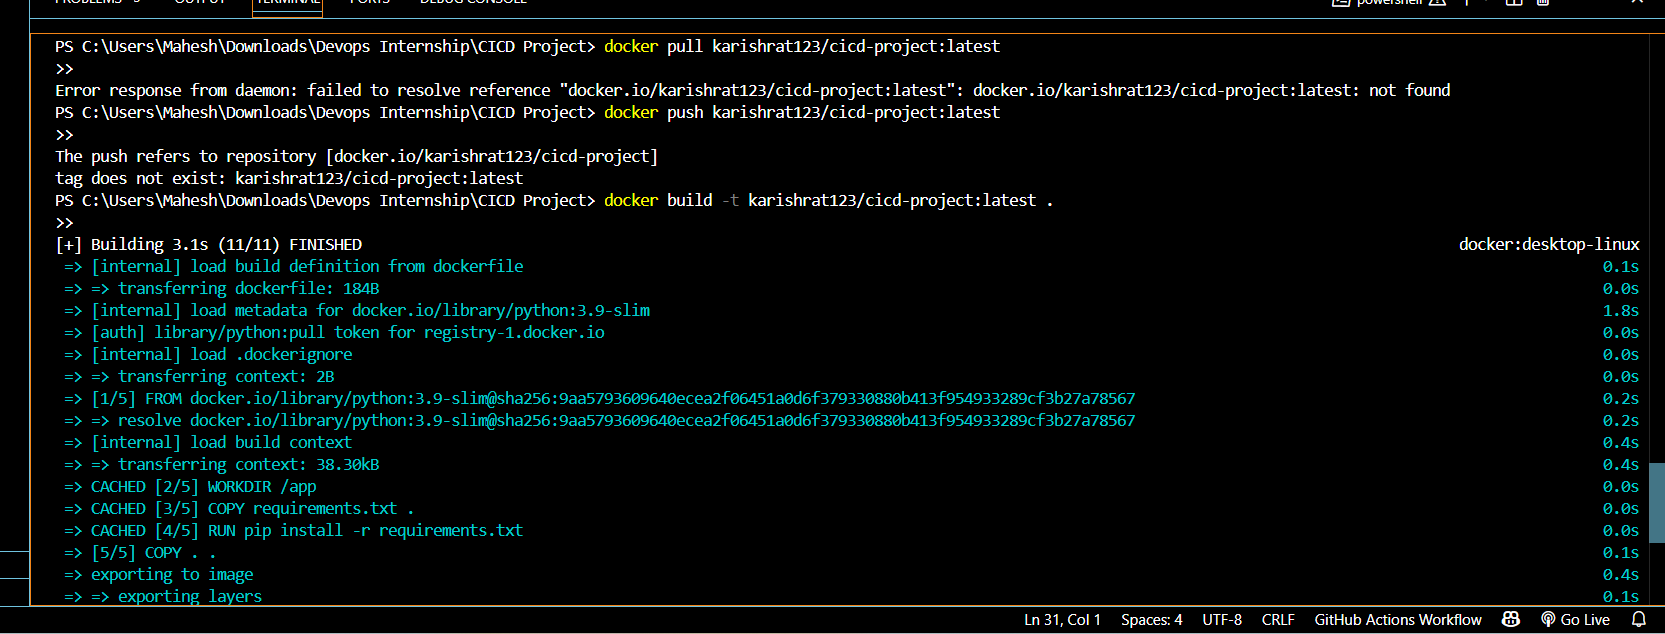 PROBLEMS 5 OUTPUT TERMINAL PORTS DEBUG CONSOLE powershell
PS C:\Users\Mahesh\Downloads\Devops Internship\CICD Project> docker pull karishrat123/cicd-project:latest
>>
Error response from daemon: failed to resolve reference "docker.io/karishrat123/cicd-project:latest": docker.io/karishrat123/cicd-project:latest: not found
PS C:\Users\Mahesh\Downloads\Devops Internship\CICD Project> docker push karishrat123/cicd-project:latest
>>
The push refers to repository [docker.io/karishrat123/cicd-project]
tag does not exist: karishrat123/cicd-project:latest
PS C:\Users\Mahesh\Downloads\Devops Internship\CICD Project> docker build -t karishrat123/cicd-project:latest .
>>
[+] Building 3.1s (11/11) FINISHED docker:desktop-linux
=> [internal] load build definition from dockerfile 0.1s
=> => transferring dockerfile: 184B 0.0s
=> [internal] load metadata for docker.io/library/python:3.9-slim 1.8s
=> [auth] library/python:pull token for registry-1.docker.io 0.0s
=> [internal] load .dockerignore 0.0s
=> => transferring context: 2B 0.0s
=> [1/5] FROM docker.io/library/python:3.9-slim@sha256:9aa5793609640ecea2f06451a0d6f379330880b413f954933289cf3b27a78567 0.2s
=> => resolve docker.io/library/python:3.9-slim@sha256:9aa5793609640ecea2f06451a0d6f379330880b413f954933289cf3b27a78567 0.2s
=> [internal] load build context 0.4s
=> => transferring context: 38.30kB 0.4s
=> CACHED [2/5] WORKDIR /app 0.0s
=> CACHED [3/5] COPY requirements.txt . 0.0s
=> CACHED [4/5] RUN pip install -r requirements.txt 0.0s
=> [5/5] COPY . . 0.1s
=> exporting to image 0.4s
=> => exporting layers 0.1s
Ln 31, Col 1 Spaces: 4 UTF-8 CRLF GitHub Actions Workflow Go Live